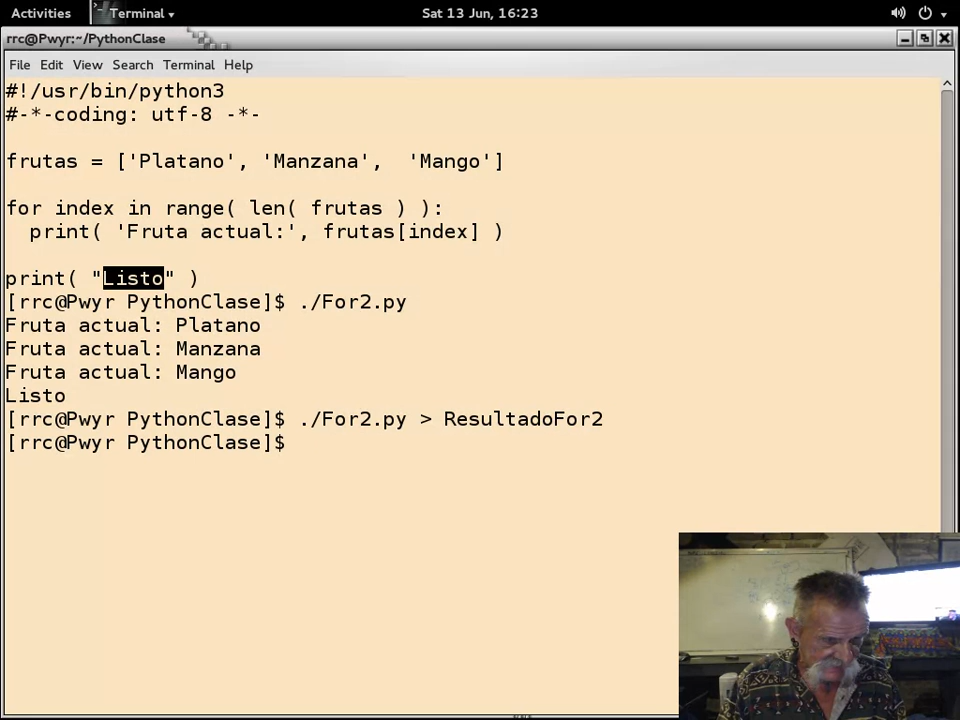 Activities Terminal Sat 13 Jun, 16:23
rrc@Pwyr:~/PythonClase
File Edit View Search Terminal Help
#!/usr/bin/python3
#-*-coding: utf-8 -*-
frutas = ['Platano', 'Manzana',  'Mango']
for index in range( len( frutas ) ):
  print( 'Fruta actual:', frutas[index] )
print( "Listo" )
[rrc@Pwyr PythonClase]$ ./For2.py
Fruta actual: Platano
Fruta actual: Manzana
Fruta actual: Mango
Listo
[rrc@Pwyr PythonClase]$ ./For2.py > ResultadoFor2
[rrc@Pwyr PythonClase]$